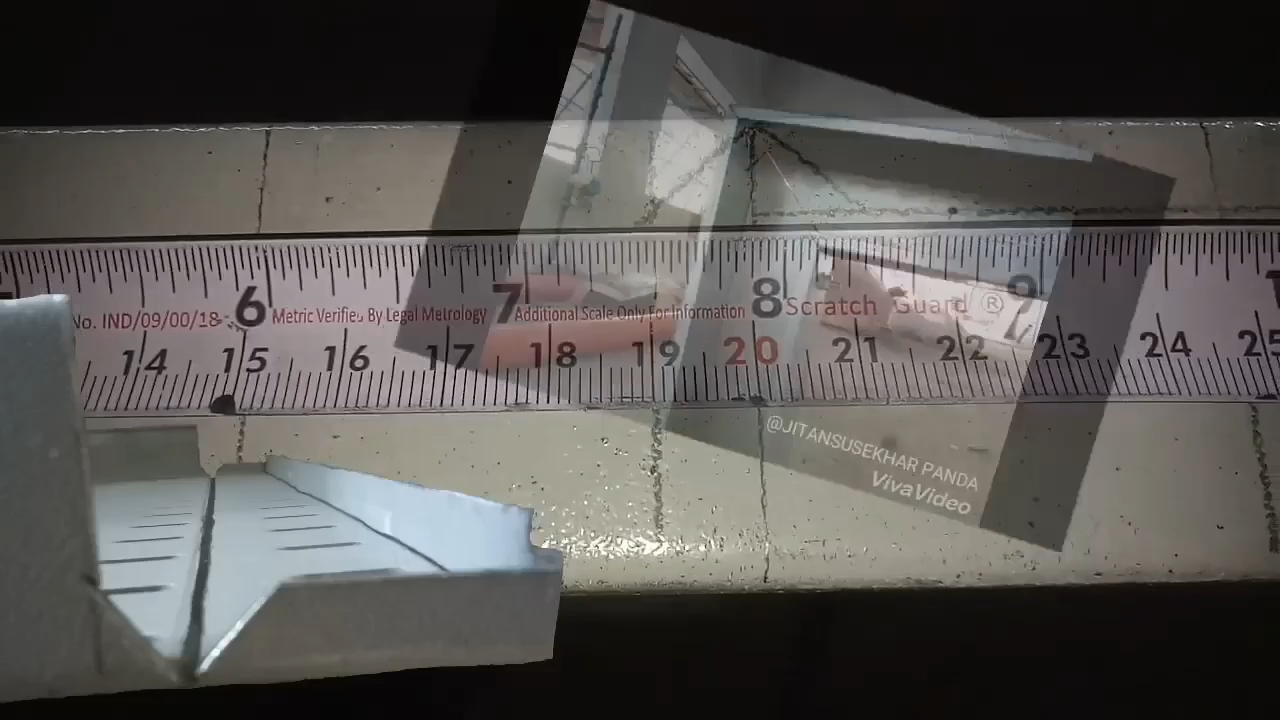 6 7 8 9
No. IND/09/00/18- Metric Verified By Legal Metrology Additional Scale Only For Information Scratch Guard ®
14 15 16 17 18 19 20 21 22 23 24 25
@JITANSUSEKHAR PANDA
VivaVideo